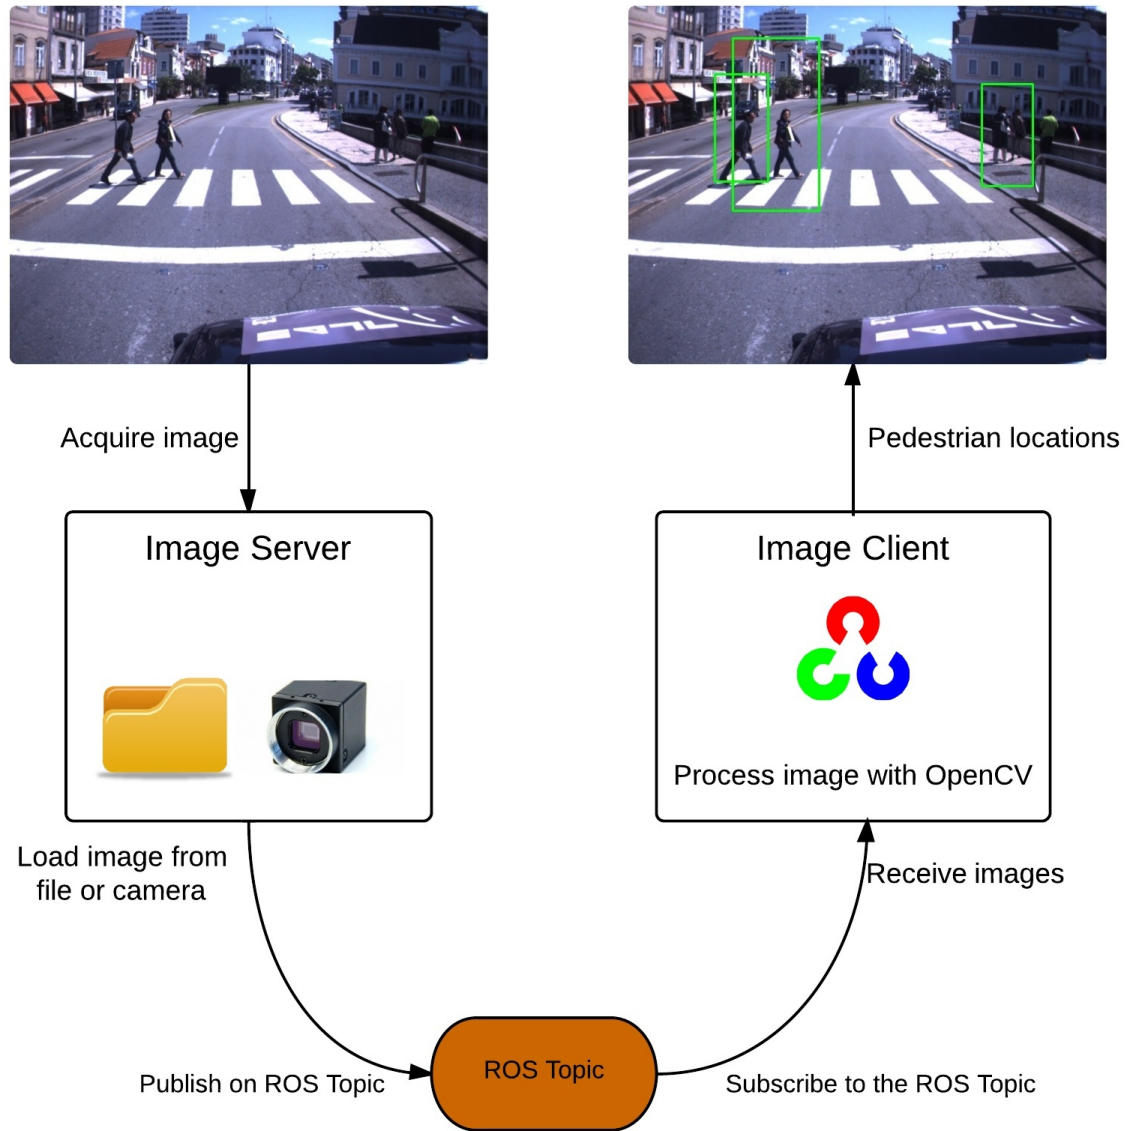 Acquire image
Pedestrian locations
Image Server
Image Client
Process image with OpenCV
Load image from
file or camera
Receive images
ROS Topic
Publish on ROS Topic
Subscribe to the ROS Topic